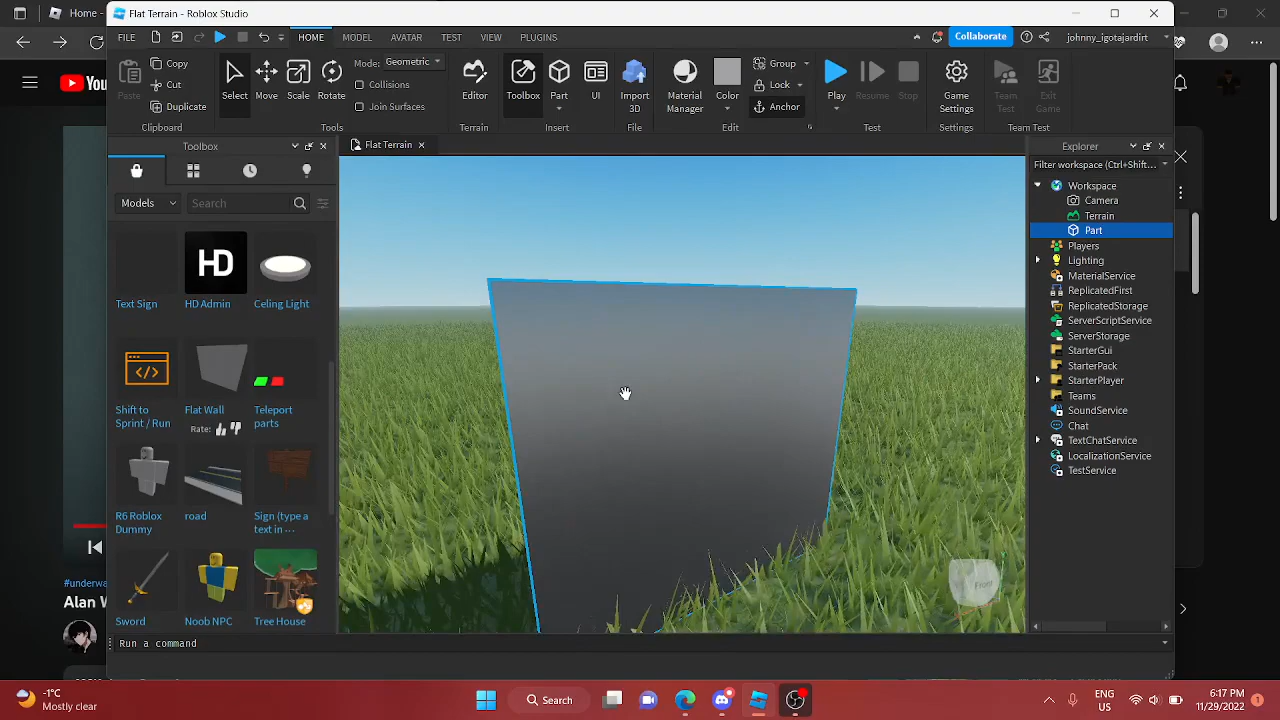 Home
YouTu
Flat Terrain - Roblox Studio
FILE
HOME
MODEL
AVATAR
TEST
VIEW
PLUGINS
Collaborate
johnny_igotajardirt
Paste
Copy
Cut
Duplicate
Clipboard
Select
Move
Scale
Rotate
Mode: Geometric
Collisions
Join Surfaces
Tools
Editor
Terrain
Toolbox
Part
UI
Insert
Import
3D
File
Material
Manager
Color
Group
Lock
Anchor
Edit
Play
Resume
Stop
Test
Game
Settings
Settings
Team
Test
Exit
Game
Team Test
Toolbox
Models
Search
Text Sign
HD
HD Admin
Celing Light
Shift to
Sprint / Run
Flat Wall
Rate:
Teleport
parts
R6 Roblox
Dummy
road
Sign (type a
text in ···
Sword
Noob NPC
Tree House
Flat Terrain
Front
Explorer
Filter workspace (Ctrl+Shift...
Workspace
Camera
Terrain
Part
Players
Lighting
MaterialService
ReplicatedFirst
ReplicatedStorage
ServerScriptService
ServerStorage
StarterGui
StarterPack
StarterPlayer
Teams
SoundService
Chat
TextChatService
LocalizationService
TestService
#underwa
Alan W
Run a command
-1°C
Mostly clear
Search
ENG
US
6:17 PM
11/29/2022
1